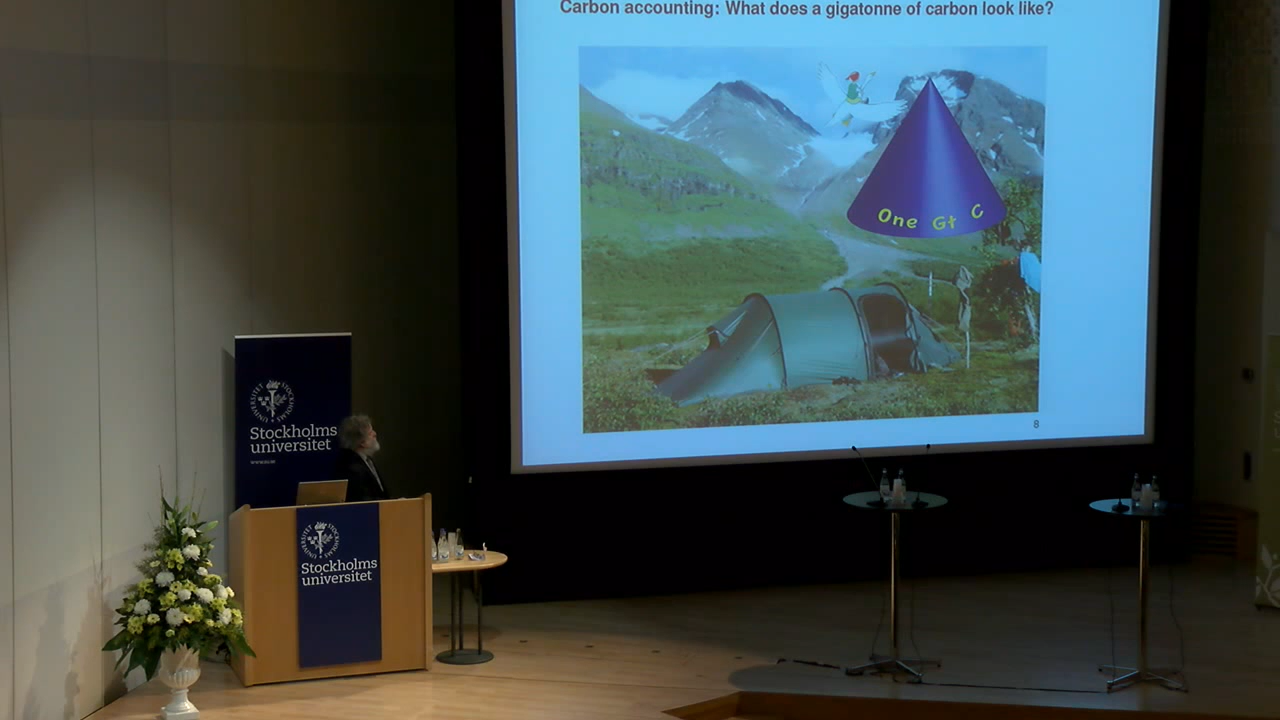 Carbon accounting: What does a gigatonne of carbon look like?
One Gt C
8
Stockholms
universitet
Stockholms
universitet